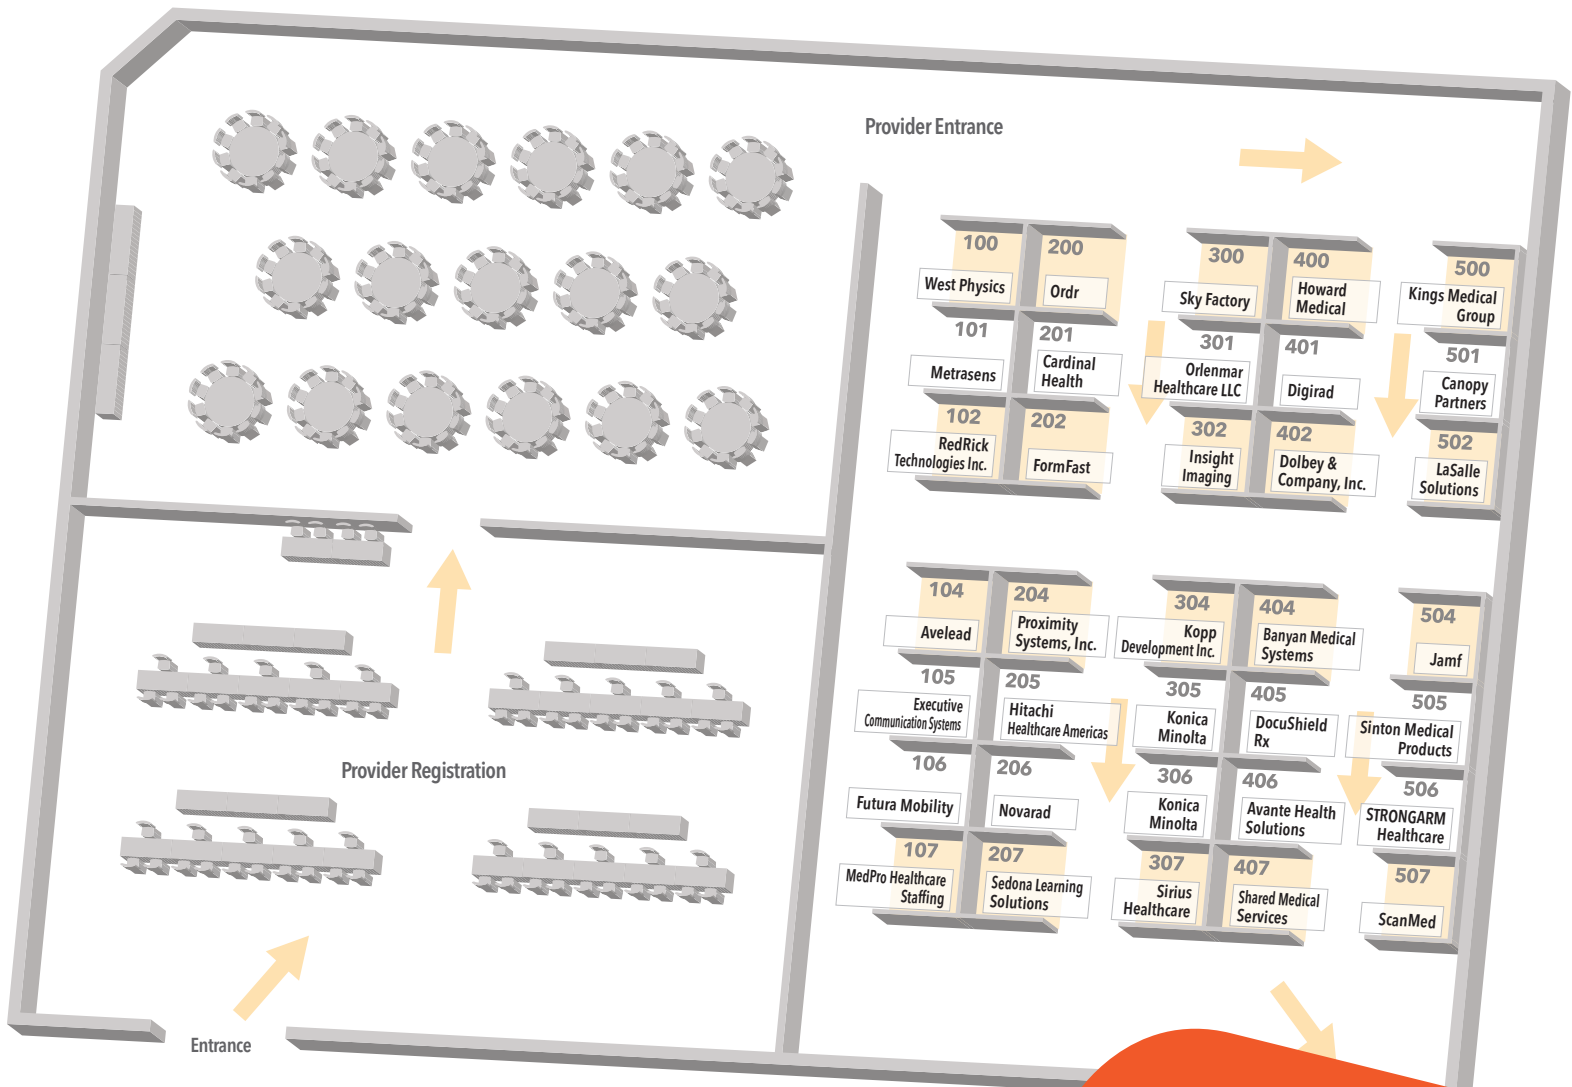 Provider Entrance
100
West Physics
200
Ordr
300
Sky Factory
400
Howard
Medical
500
Kings Medical
Group
101
Metrasens
201
Cardinal
Health
301
Orlenmar
Healthcare LLC
401
Digirad
501
Canopy
Partners
102
RedRick
Technologies Inc.
202
FormFast
302
Insight
Imaging
402
Dolbey &
Company, Inc.
502
LaSalle
Solutions
104
Avelead
204
Proximity
Systems, Inc.
304
Kopp
Development Inc.
404
Banyan Medical
Systems
504
Jamf
105
Executive
Communication Systems
205
Hitachi
Healthcare Americas
305
Konica
Minolta
405
DocuShield
Rx
505
Sinton Medical
Products
106
Futura Mobility
206
Novarad
306
Konica
Minolta
406
Avante Health
Solutions
506
STRONGARM
Healthcare
107
MedPro Healthcare
Staffing
207
Sedona Learning
Solutions
307
Sirius
Healthcare
407
Shared Medical
Services
507
ScanMed
Provider Registration
Entrance